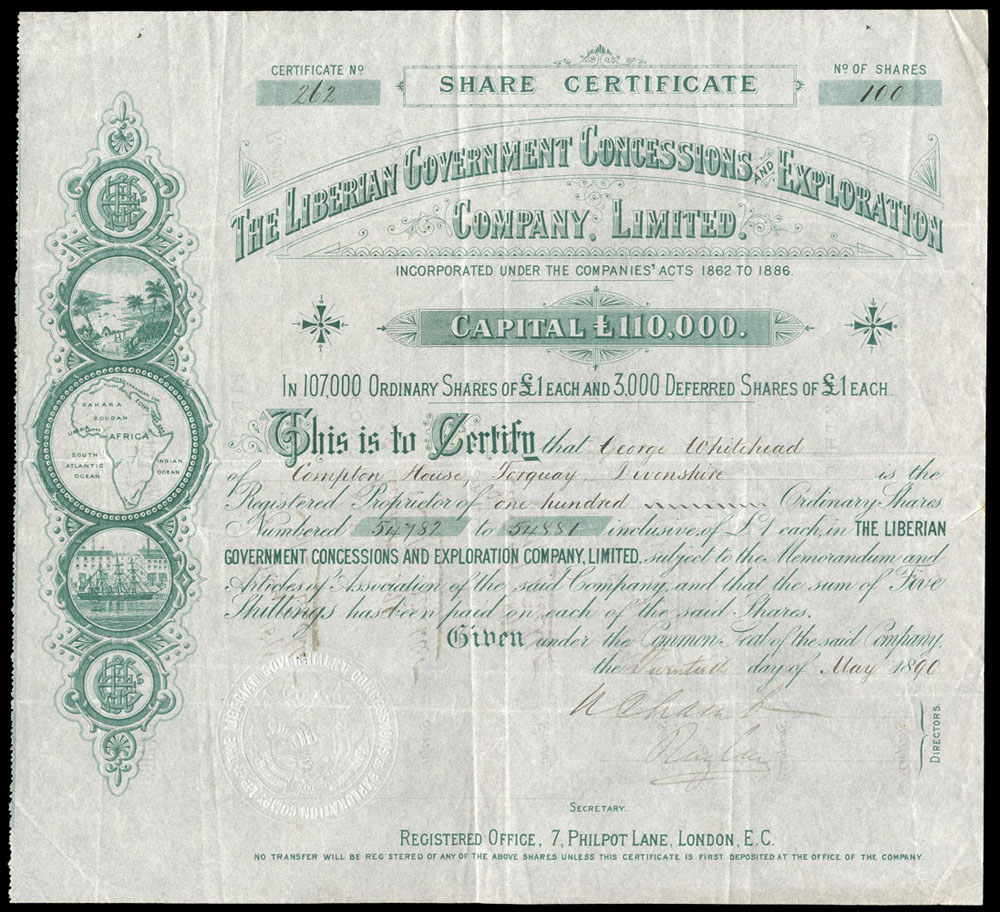 CERTIFICATE Nº
262
SHARE CERTIFICATE
Nº OF SHARES
100
THE LIBERIAN GOVERNMENT CONCESSIONS AND EXPLORATION
COMPANY, LIMITED.
INCORPORATED UNDER THE COMPANIES' ACTS 1862 TO 1886.
CAPITAL £110,000.
IN 107,000 ORDINARY SHARES OF £1 EACH AND 3,000 DEFERRED SHARES OF £1 EACH.
This is to Certify that George Whitehead
of Compton House, Torquay, Devonshire is the
Registered Proprietor of one hundred Ordinary Shares
Numbered 54782 to 54881 inclusive, of £1 each, in THE LIBERIAN
GOVERNMENT CONCESSIONS AND EXPLORATION COMPANY, LIMITED. subject to the Memorandum and
Articles of Association of the said Company, and that the sum of Five
Shillings has been paid on each of the said Shares.
Given under the Common Seal of the said Company,
the Twentieth day of May 1890
DIRECTORS.
SECRETARY.
REGISTERED OFFICE, 7, PHILPOT LANE, LONDON, E.C.
NO TRANSFER WILL BE REGISTERED OF ANY OF THE ABOVE SHARES UNLESS THIS CERTIFICATE IS FIRST DEPOSITED AT THE OFFICE OF THE COMPANY.
SAHARA
SOUDAN
AFRICA
SOUTH
ATLANTIC
OCEAN
INDIAN
OCEAN